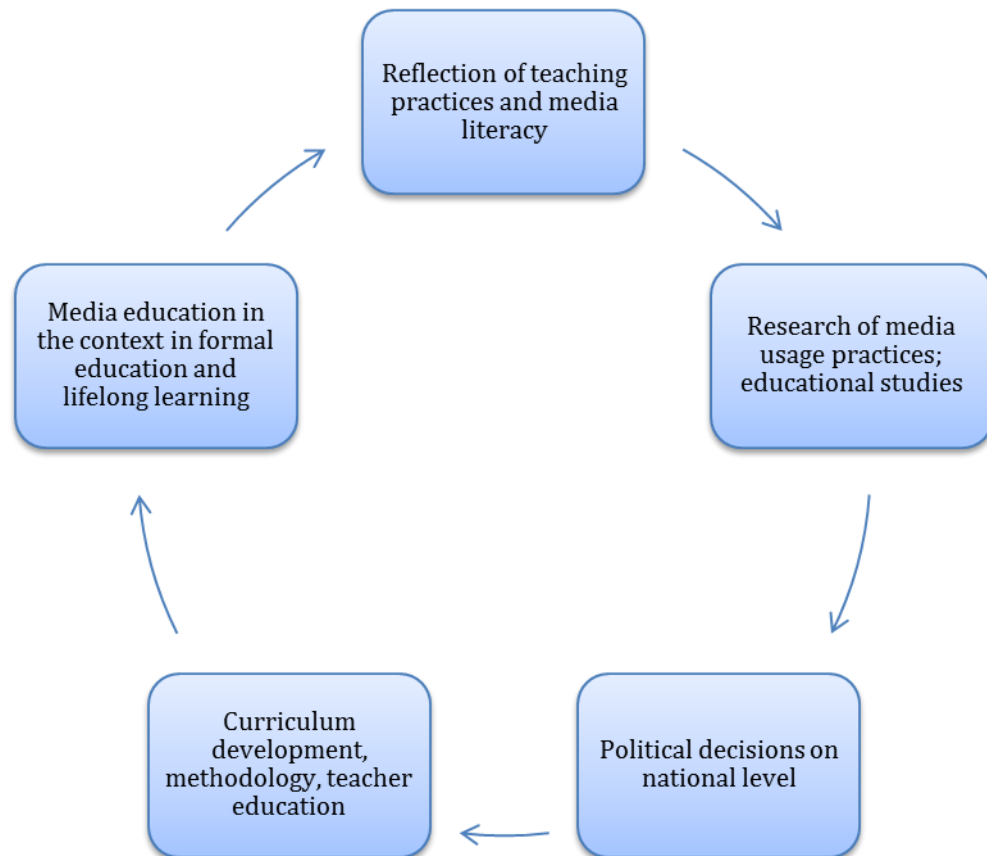 Reflection of teaching
practices and media
literacy
Research of media
usage practices;
educational studies
Political decisions on
national level
Curriculum
development,
methodology, teacher
education
Media education in
the context in formal
education and
lifelong learning